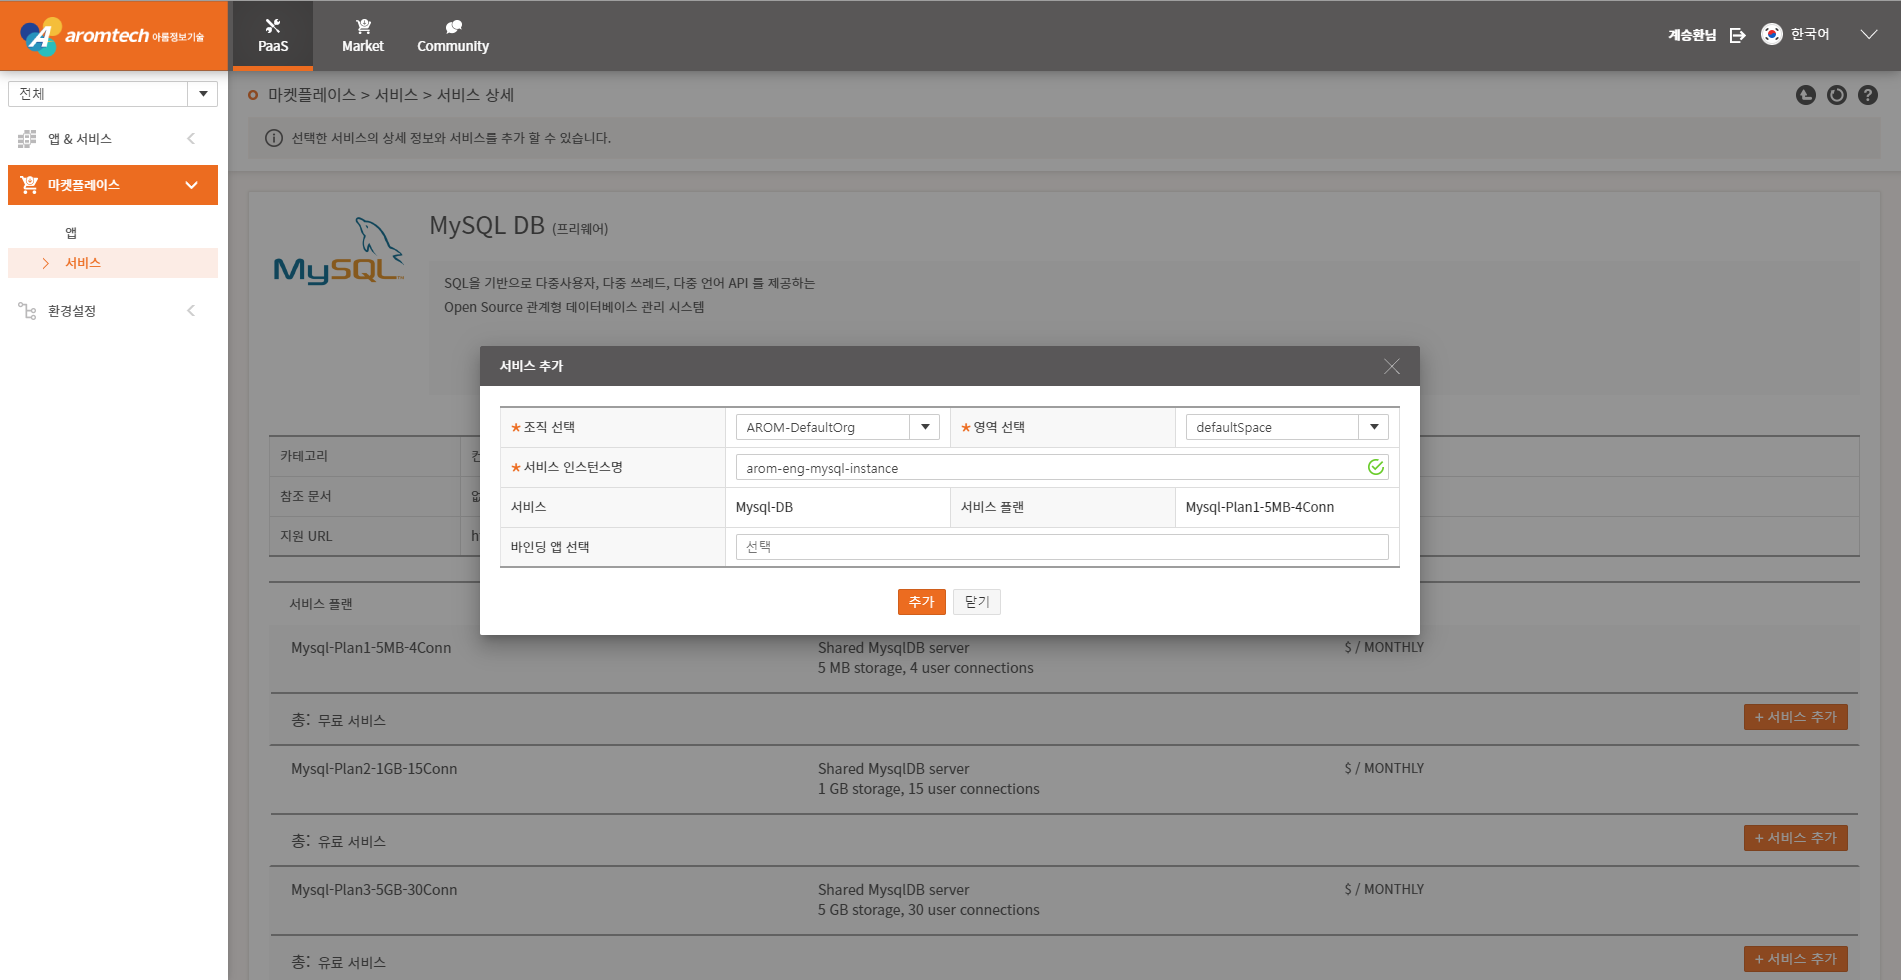 aromtech 아롬정보기술
PaaS
Market
Community
계승환님
한국어
전체
앱 & 서비스
마켓플레이스
앱
서비스
환경설정
마켓플레이스 > 서비스 > 서비스 상세
선택한 서비스의 상세 정보와 서비스를 추가 할 수 있습니다.
MySQL
MySQL DB (프리웨어)
SQL을 기반으로 다중사용자, 다중 쓰레드, 다중 언어 API 를 제공하는
Open Source 관계형 데이터베이스 관리 시스템
카테고리
참조 문서
지원 URL
서비스 추가
*조직 선택 AROM-DefaultOrg *영역 선택 defaultSpace
*서비스 인스턴스명 arom-eng-mysql-instance
서비스 Mysql-DB 서비스 플랜 Mysql-Plan1-5MB-4Conn
바인딩 앱 선택 선택
추가 닫기
서비스 플랜
Mysql-Plan1-5MB-4Conn Shared MysqlDB server $ / MONTHLY
5 MB storage, 4 user connections
총: 무료 서비스 + 서비스 추가
Mysql-Plan2-1GB-15Conn Shared MysqlDB server $ / MONTHLY
1 GB storage, 15 user connections
총: 유료 서비스 + 서비스 추가
Mysql-Plan3-5GB-30Conn Shared MysqlDB server $ / MONTHLY
5 GB storage, 30 user connections
총: 유료 서비스 + 서비스 추가